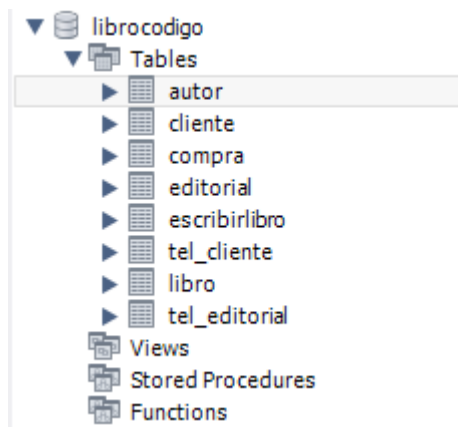 librocodigo
Tables
autor
cliente
compra
editorial
escribirlibro
tel_cliente
libro
tel_editorial
Views
Stored Procedures
Functions